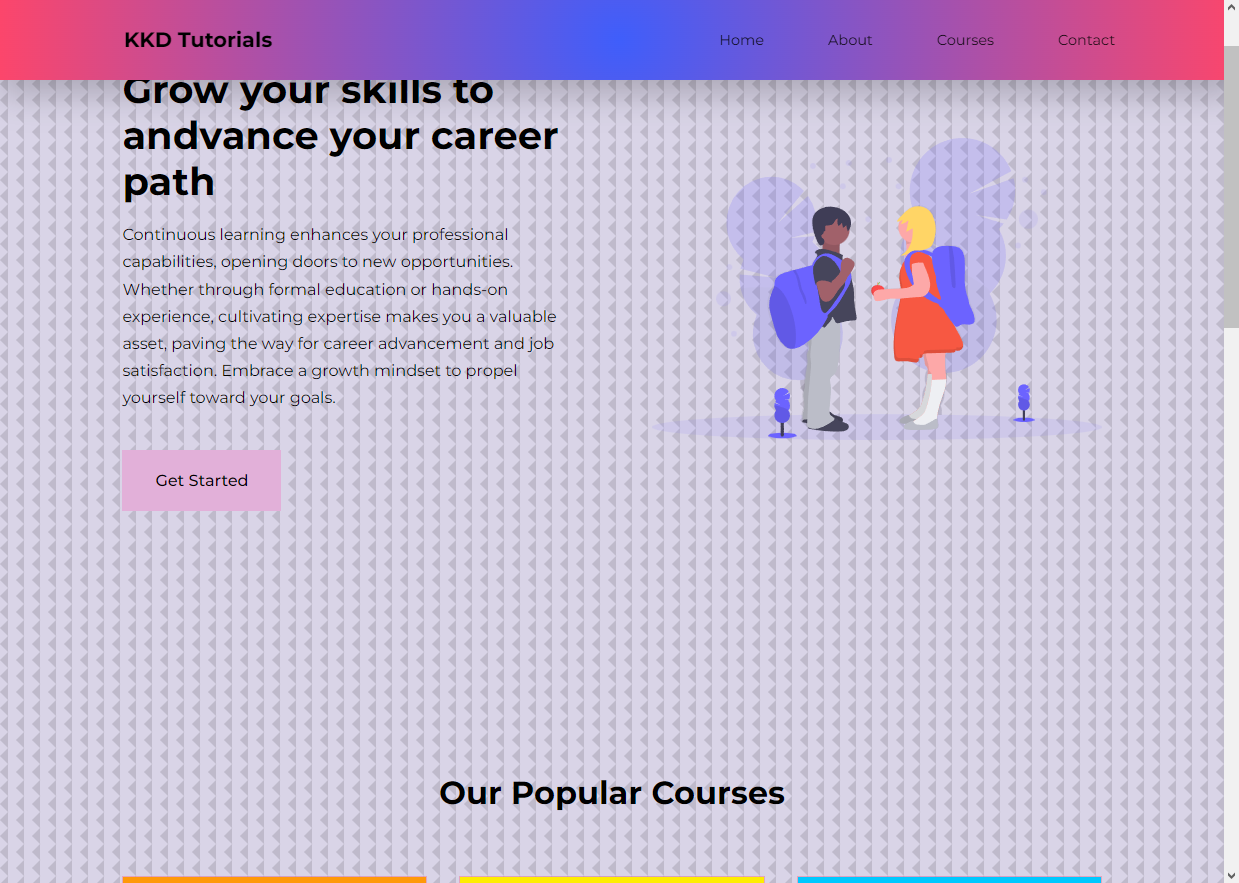 KKD Tutorials
Home About Courses Contact
Grow your skills to
andvance your career
path
Continuous learning enhances your professional
capabilities, opening doors to new opportunities.
Whether through formal education or hands-on
experience, cultivating expertise makes you a valuable
asset, paving the way for career advancement and job
satisfaction. Embrace a growth mindset to propel
yourself toward your goals.
Get Started
Our Popular Courses